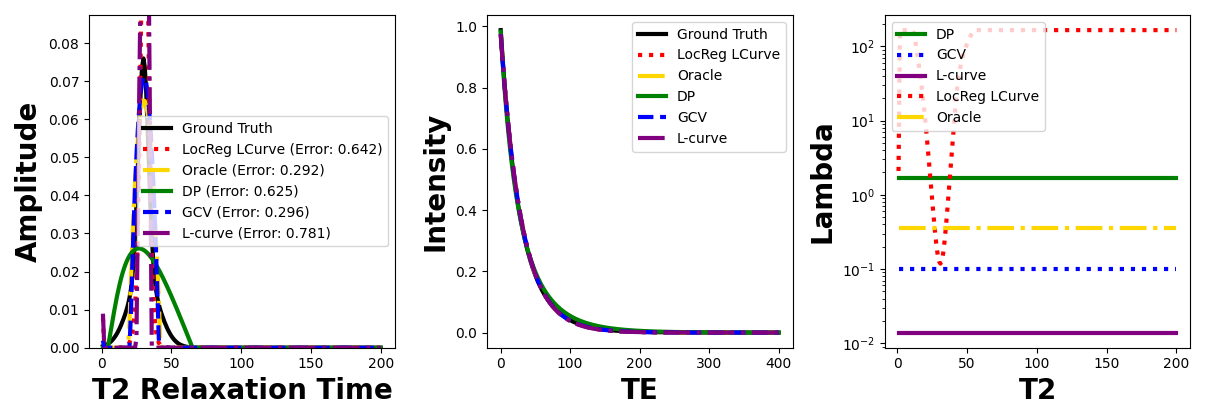 Amplitude
0.08
0.07
0.06
0.05
0.04
0.03
0.02
0.01
0.00
Ground Truth
LocReg LCurve (Error: 0.642)
Oracle (Error: 0.292)
DP (Error: 0.625)
GCV (Error: 0.296)
L-curve (Error: 0.781)
0 50 100 150 200
T2 Relaxation Time
Intensity
1.0
0.8
0.6
0.4
0.2
0.0
Ground Truth
LocReg LCurve
Oracle
DP
GCV
L-curve
0 100 200 300 400
TE
Lambda
10²
10¹
10⁰
10⁻¹
10⁻²
DP
GCV
L-curve
LocReg LCurve
Oracle
0 50 100 150 200
T2